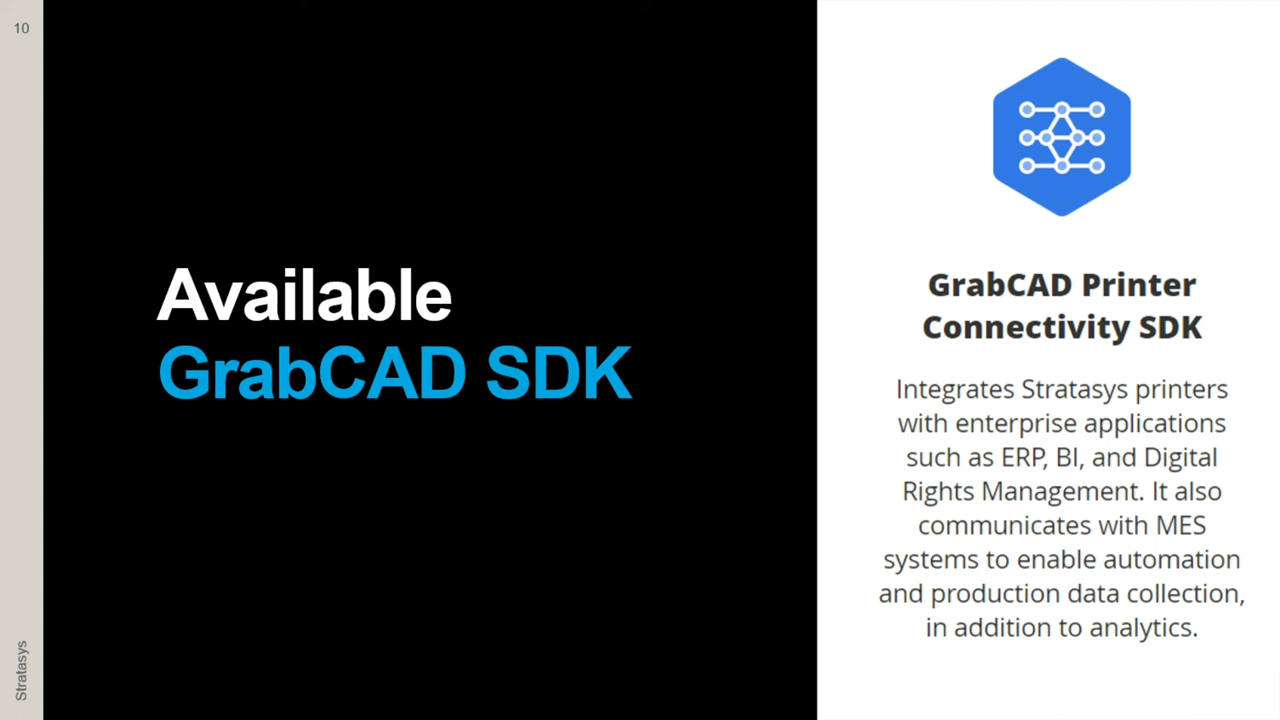 10
Available
GrabCAD SDK
GrabCAD Printer
Connectivity SDK
Integrates Stratasys printers
with enterprise applications
such as ERP, BI, and Digital
Rights Management. It also
communicates with MES
systems to enable automation
and production data collection,
in addition to analytics.
Stratasys